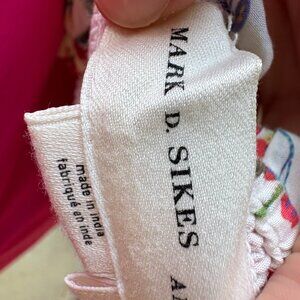 MARK D. SIKES
made in india
fabriqué en inde